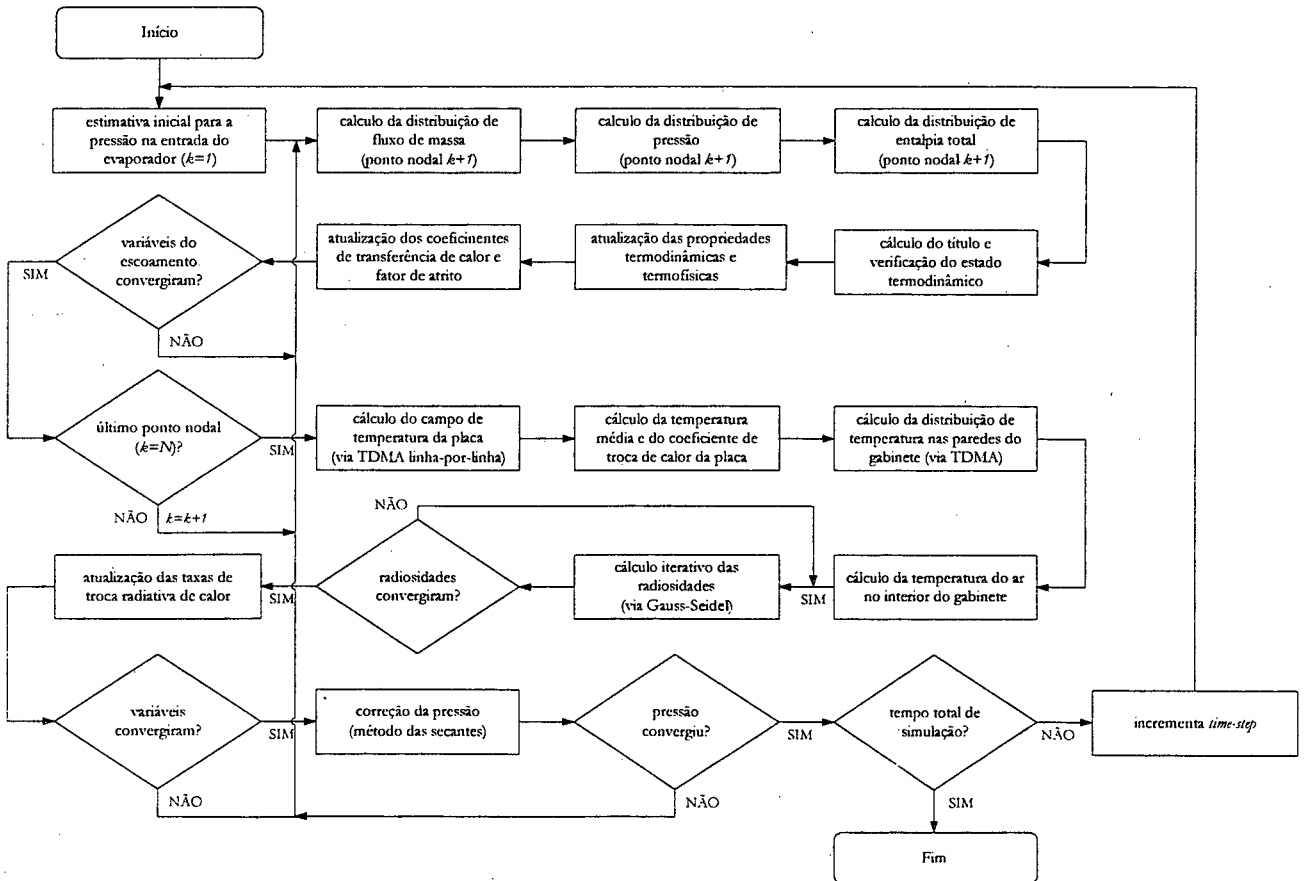 Início
estimativa inicial para a
pressão na entrada do
evaporador (k=1)
calculo da distribuição de
fluxo de massa
(ponto nodal k+1)
calculo da distribuição de
pressão
(ponto nodal k+1)
calculo da distribuição de
entalpia total
(ponto nodal k+1)
variáveis do
escoamento
convergiram?
SIM
NÃO
atualização dos coeficinentes
de transferência de calor e
fator de atrito
atualização das propriedades
termodinâmicas e
termofísicas
cálculo do título e
verificação do estado
termodinâmico
último ponto nodal
(k=N)?
SIM
NÃO k=k+1
cálculo do campo de
temperatura da placa
(via TDMA linha-por-linha)
cálculo da temperatura
média e do coeficiente de
troca de calor da placa
cálculo da distribuição de
temperatura nas paredes do
gabinete (via TDMA)
NÃO
atualização das taxas de
troca radiativa de calor
SIM
radiosidades
convergiram?
cálculo iterativo das
radiosidades
(via Gauss-Seidel)
SIM
cálculo da temperatura do ar
no interior do gabinete
variáveis
convergiram?
SIM
NÃO
correção da pressão
(método das secantes)
pressão
convergiu?
SIM
NÃO
tempo total de
simulação?
NÃO
SIM
incrementa time-step
Fim